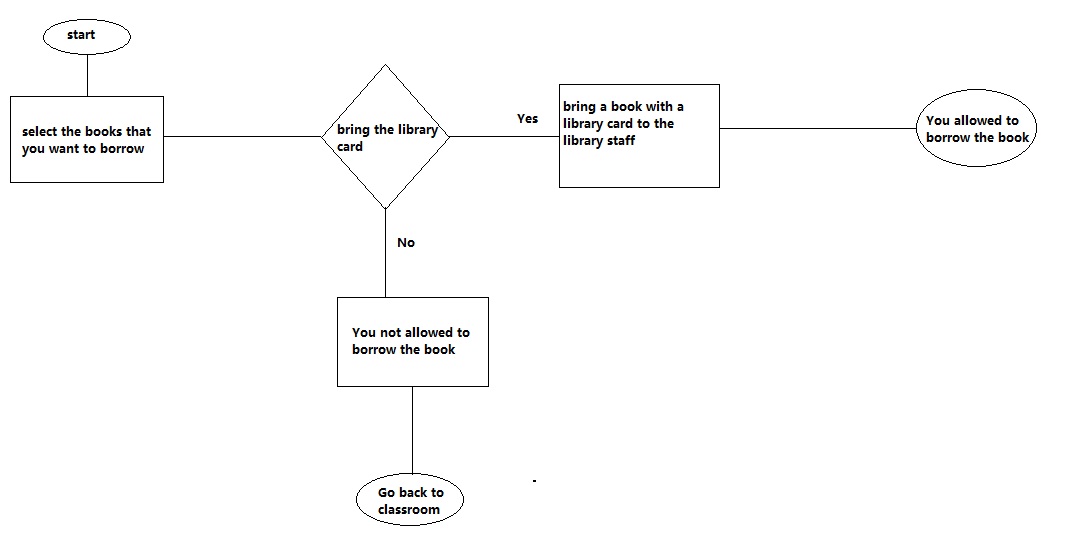 start
select the books that
you want to borrow
bring the library
card
Yes
bring a book with a
library card to the
library staff
You allowed to
borrow the book
No
You not allowed to
borrow the book
Go back to
classroom